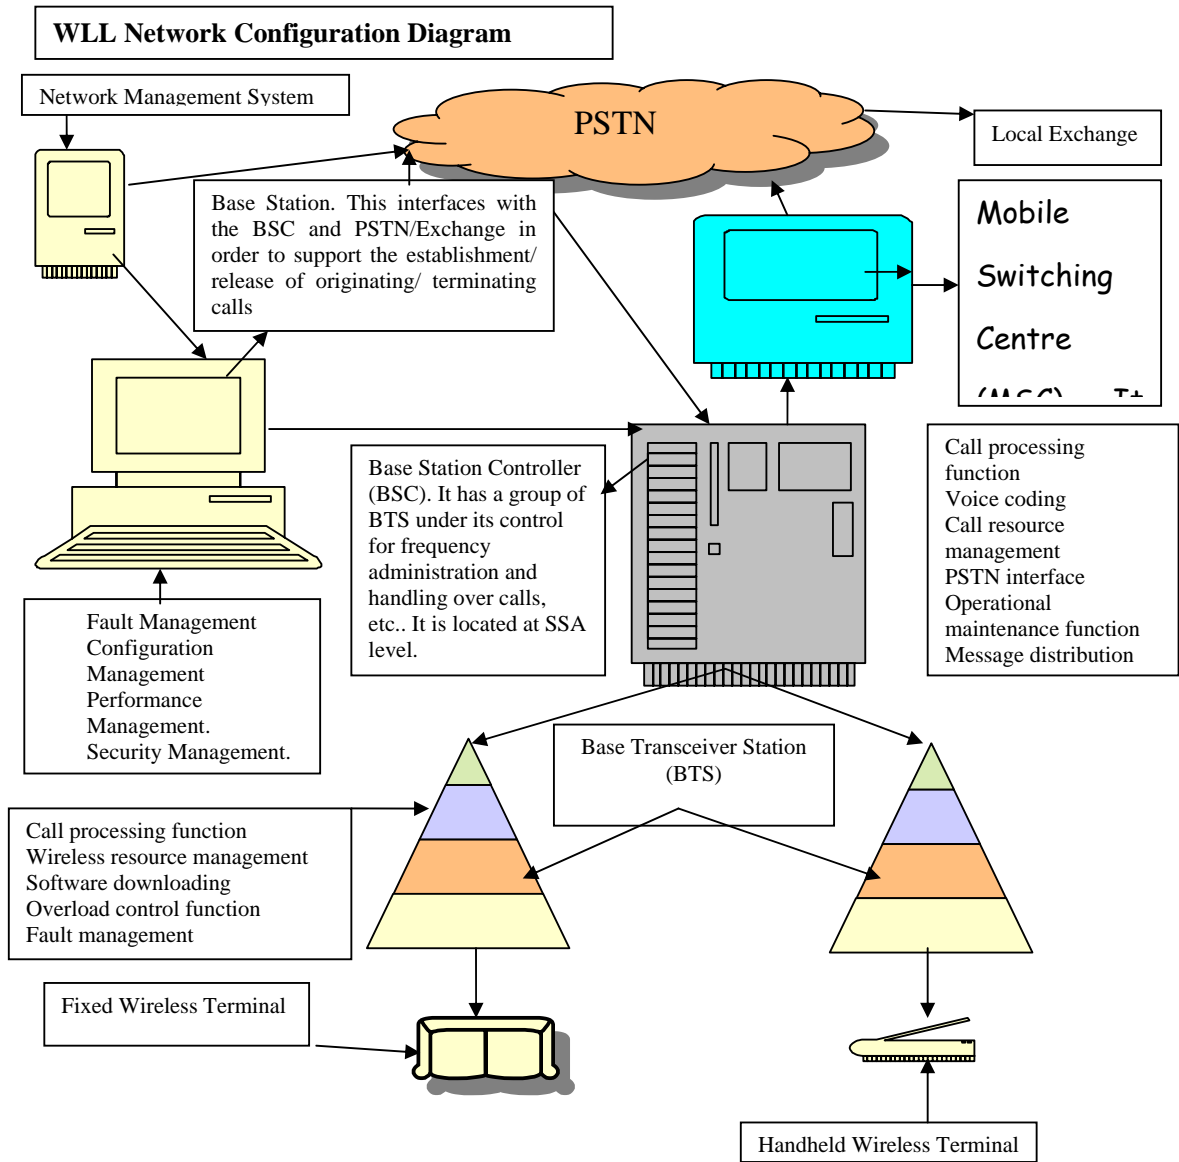 WLL Network Configuration Diagram
Network Management System
PSTN
Local Exchange
Base Station. This interfaces with
the BSC and PSTN/Exchange in
order to support the establishment/
release of originating/ terminating
calls
Mobile
Switching
Centre
(MSC) It
Base Station Controller
(BSC). It has a group of
BTS under its control
for frequency
administration and
handling over calls,
etc.. It is located at SSA
level.
Call processing
function
Voice coding
Call resource
management
PSTN interface
Operational
maintenance function
Message distribution
Fault Management
Configuration
Management
Performance
Management.
Security Management.
Base Transceiver Station
(BTS)
Call processing function
Wireless resource management
Software downloading
Overload control function
Fault management
Fixed Wireless Terminal
Handheld Wireless Terminal